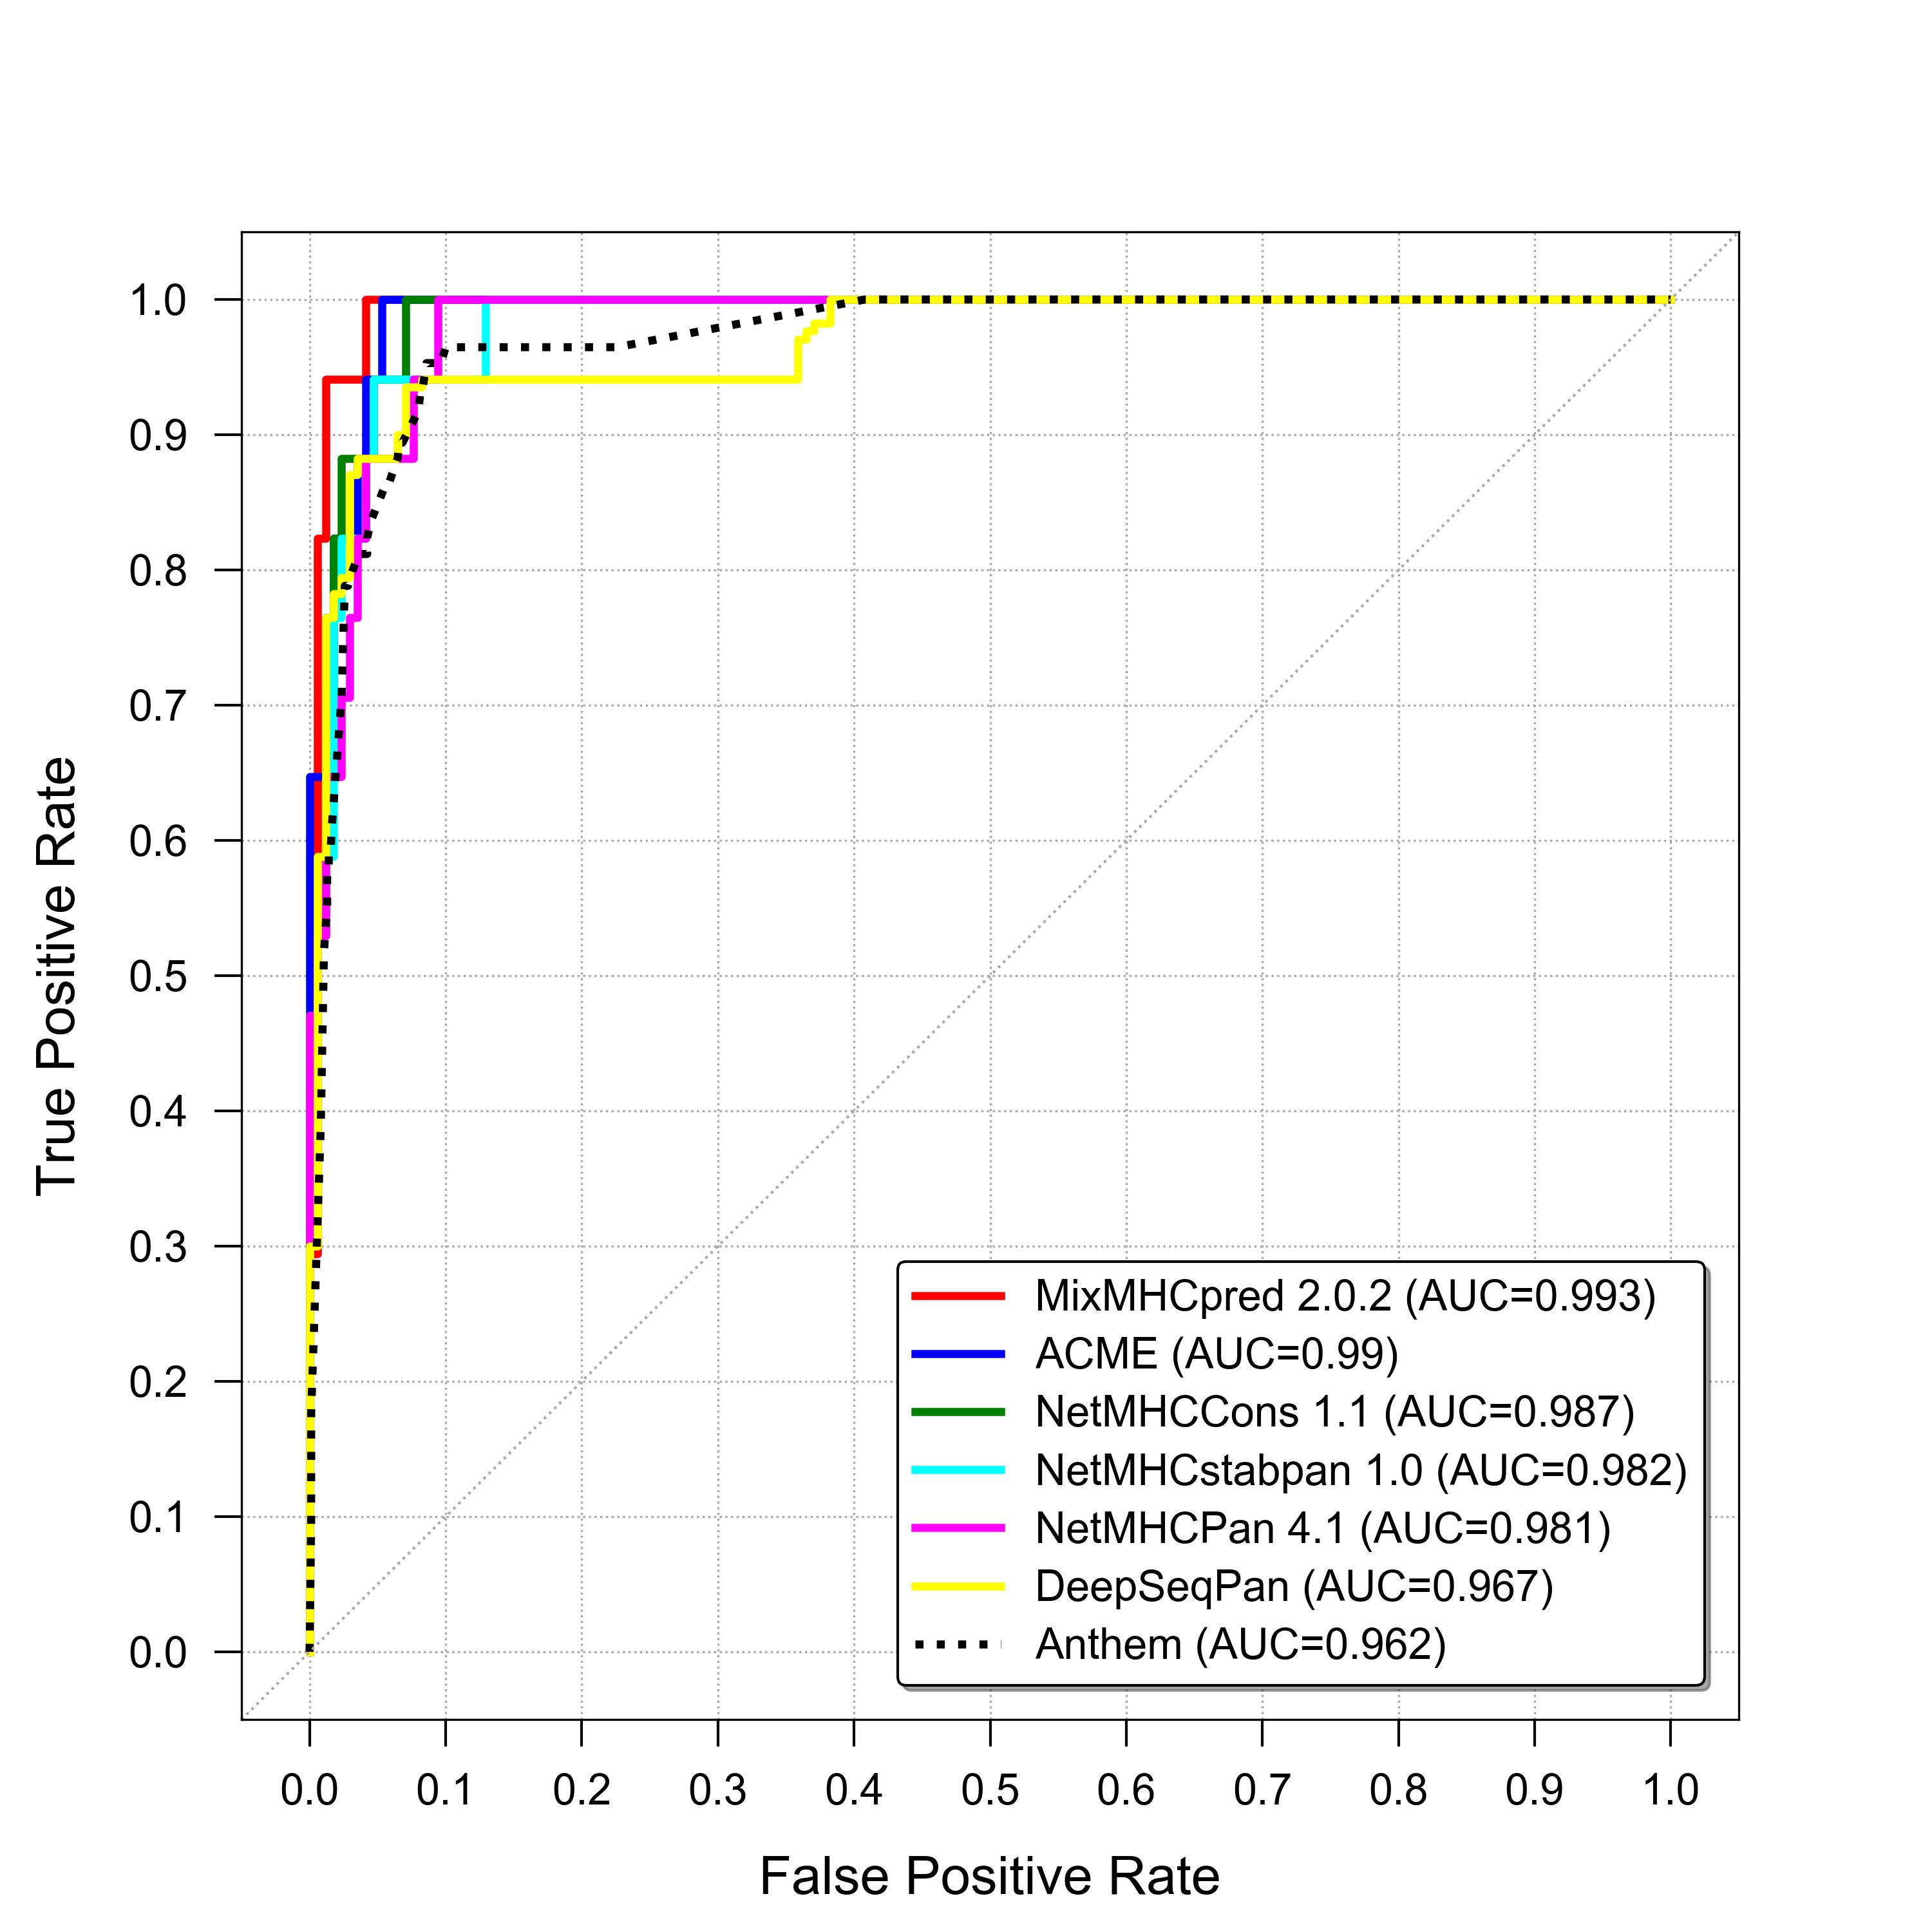 1.0
0.9
0.8
0.7
0.6
0.5
0.4
0.3
0.2
0.1
0.0
True Positive Rate
MixMHCpred 2.0.2 (AUC=0.993)
ACME (AUC=0.99)
NetMHCCons 1.1 (AUC=0.987)
NetMHCstabpan 1.0 (AUC=0.982)
NetMHCPan 4.1 (AUC=0.981)
DeepSeqPan (AUC=0.967)
Anthem (AUC=0.962)
0.0 0.1 0.2 0.3 0.4 0.5 0.6 0.7 0.8 0.9 1.0
False Positive Rate